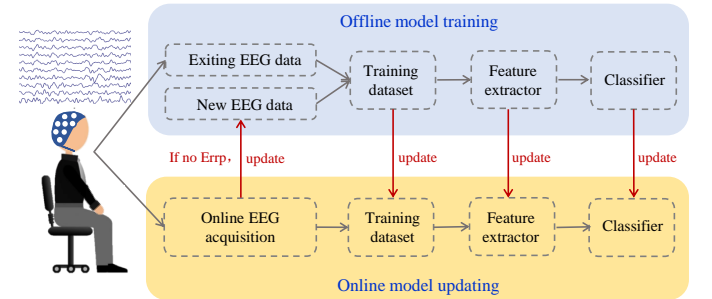 Offline model training
Exiting EEG data
New EEG data
Training
dataset
Feature
extractor
Classifier
If no Errp， update
update
update
update
Online EEG
acquisition
Training
dataset
Feature
extractor
Classifier
Online model updating